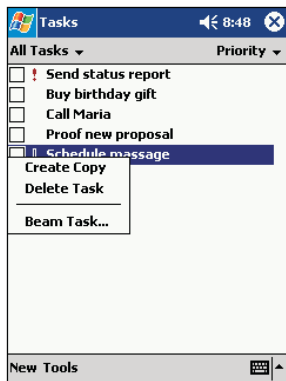 Tasks 8:48
All Tasks Priority
Send status report
Buy birthday gift
Call Maria
Proof new proposal
Schedule massage
Create Copy
Delete Task
Beam Task...
New Tools